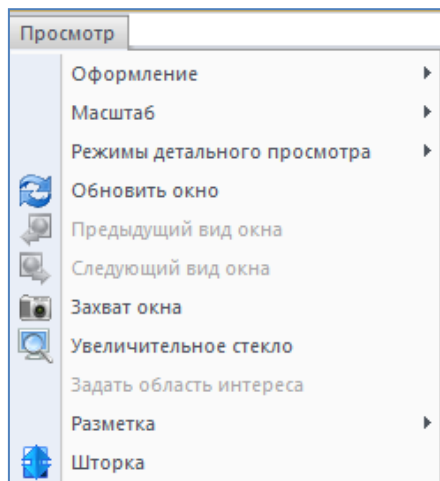 Просмотр
Оформление
Масштаб
Режимы детального просмотра
Обновить окно
Предыдущий вид окна
Следующий вид окна
Захват окна
Увеличительное стекло
Задать область интереса
Разметка
Шторка